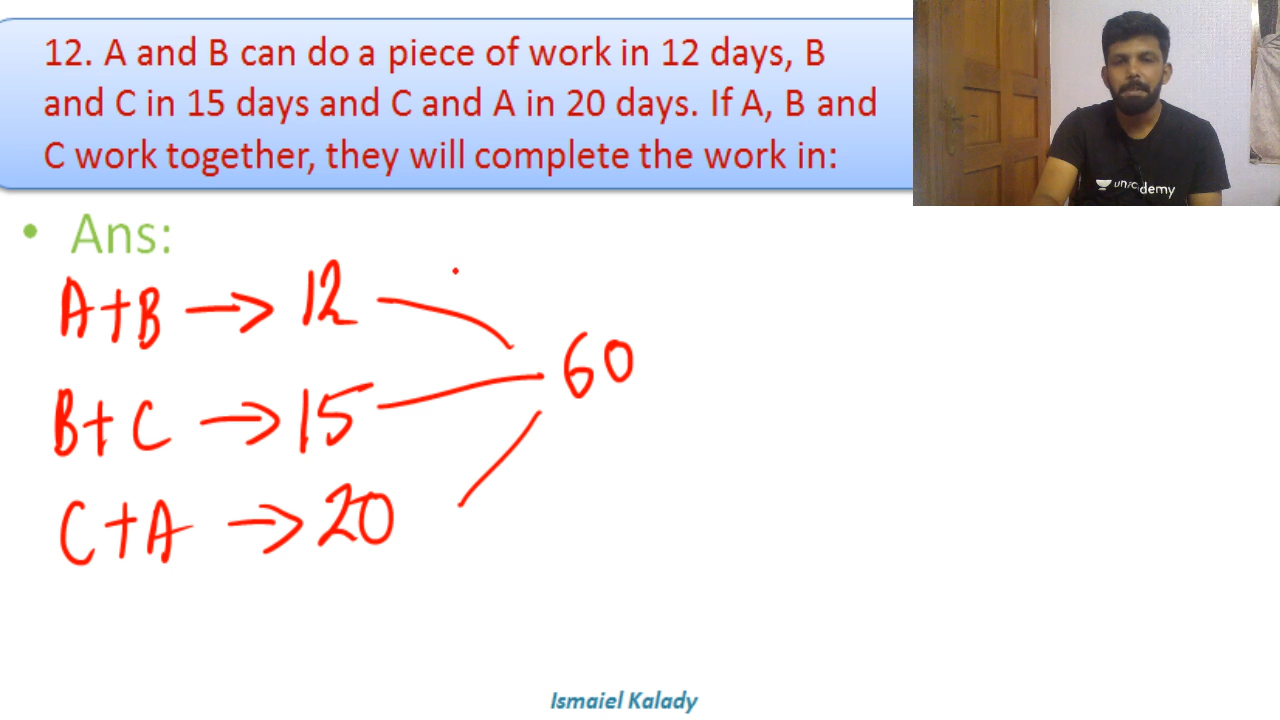 12. A and B can do a piece of work in 12 days, B
and C in 15 days and C and A in 20 days. If A, B and
C work together, they will complete the work in:
unacademy
• Ans:
A+B → 12
60
B+C → 15
C+A → 20
Ismaiel Kalady